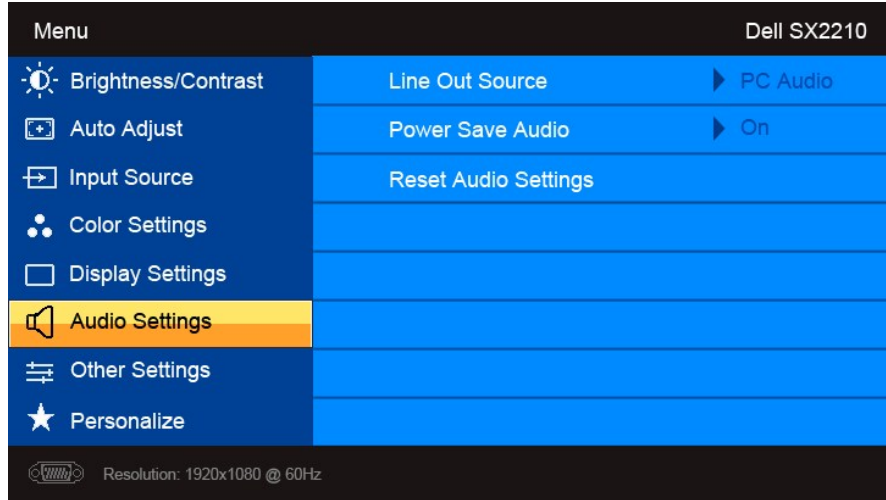 Menu Dell SX2210
Brightness/Contrast Line Out Source PC Audio
Auto Adjust Power Save Audio On
Input Source Reset Audio Settings
Color Settings
Display Settings
Audio Settings
Other Settings
Personalize
Resolution: 1920x1080 @ 60Hz